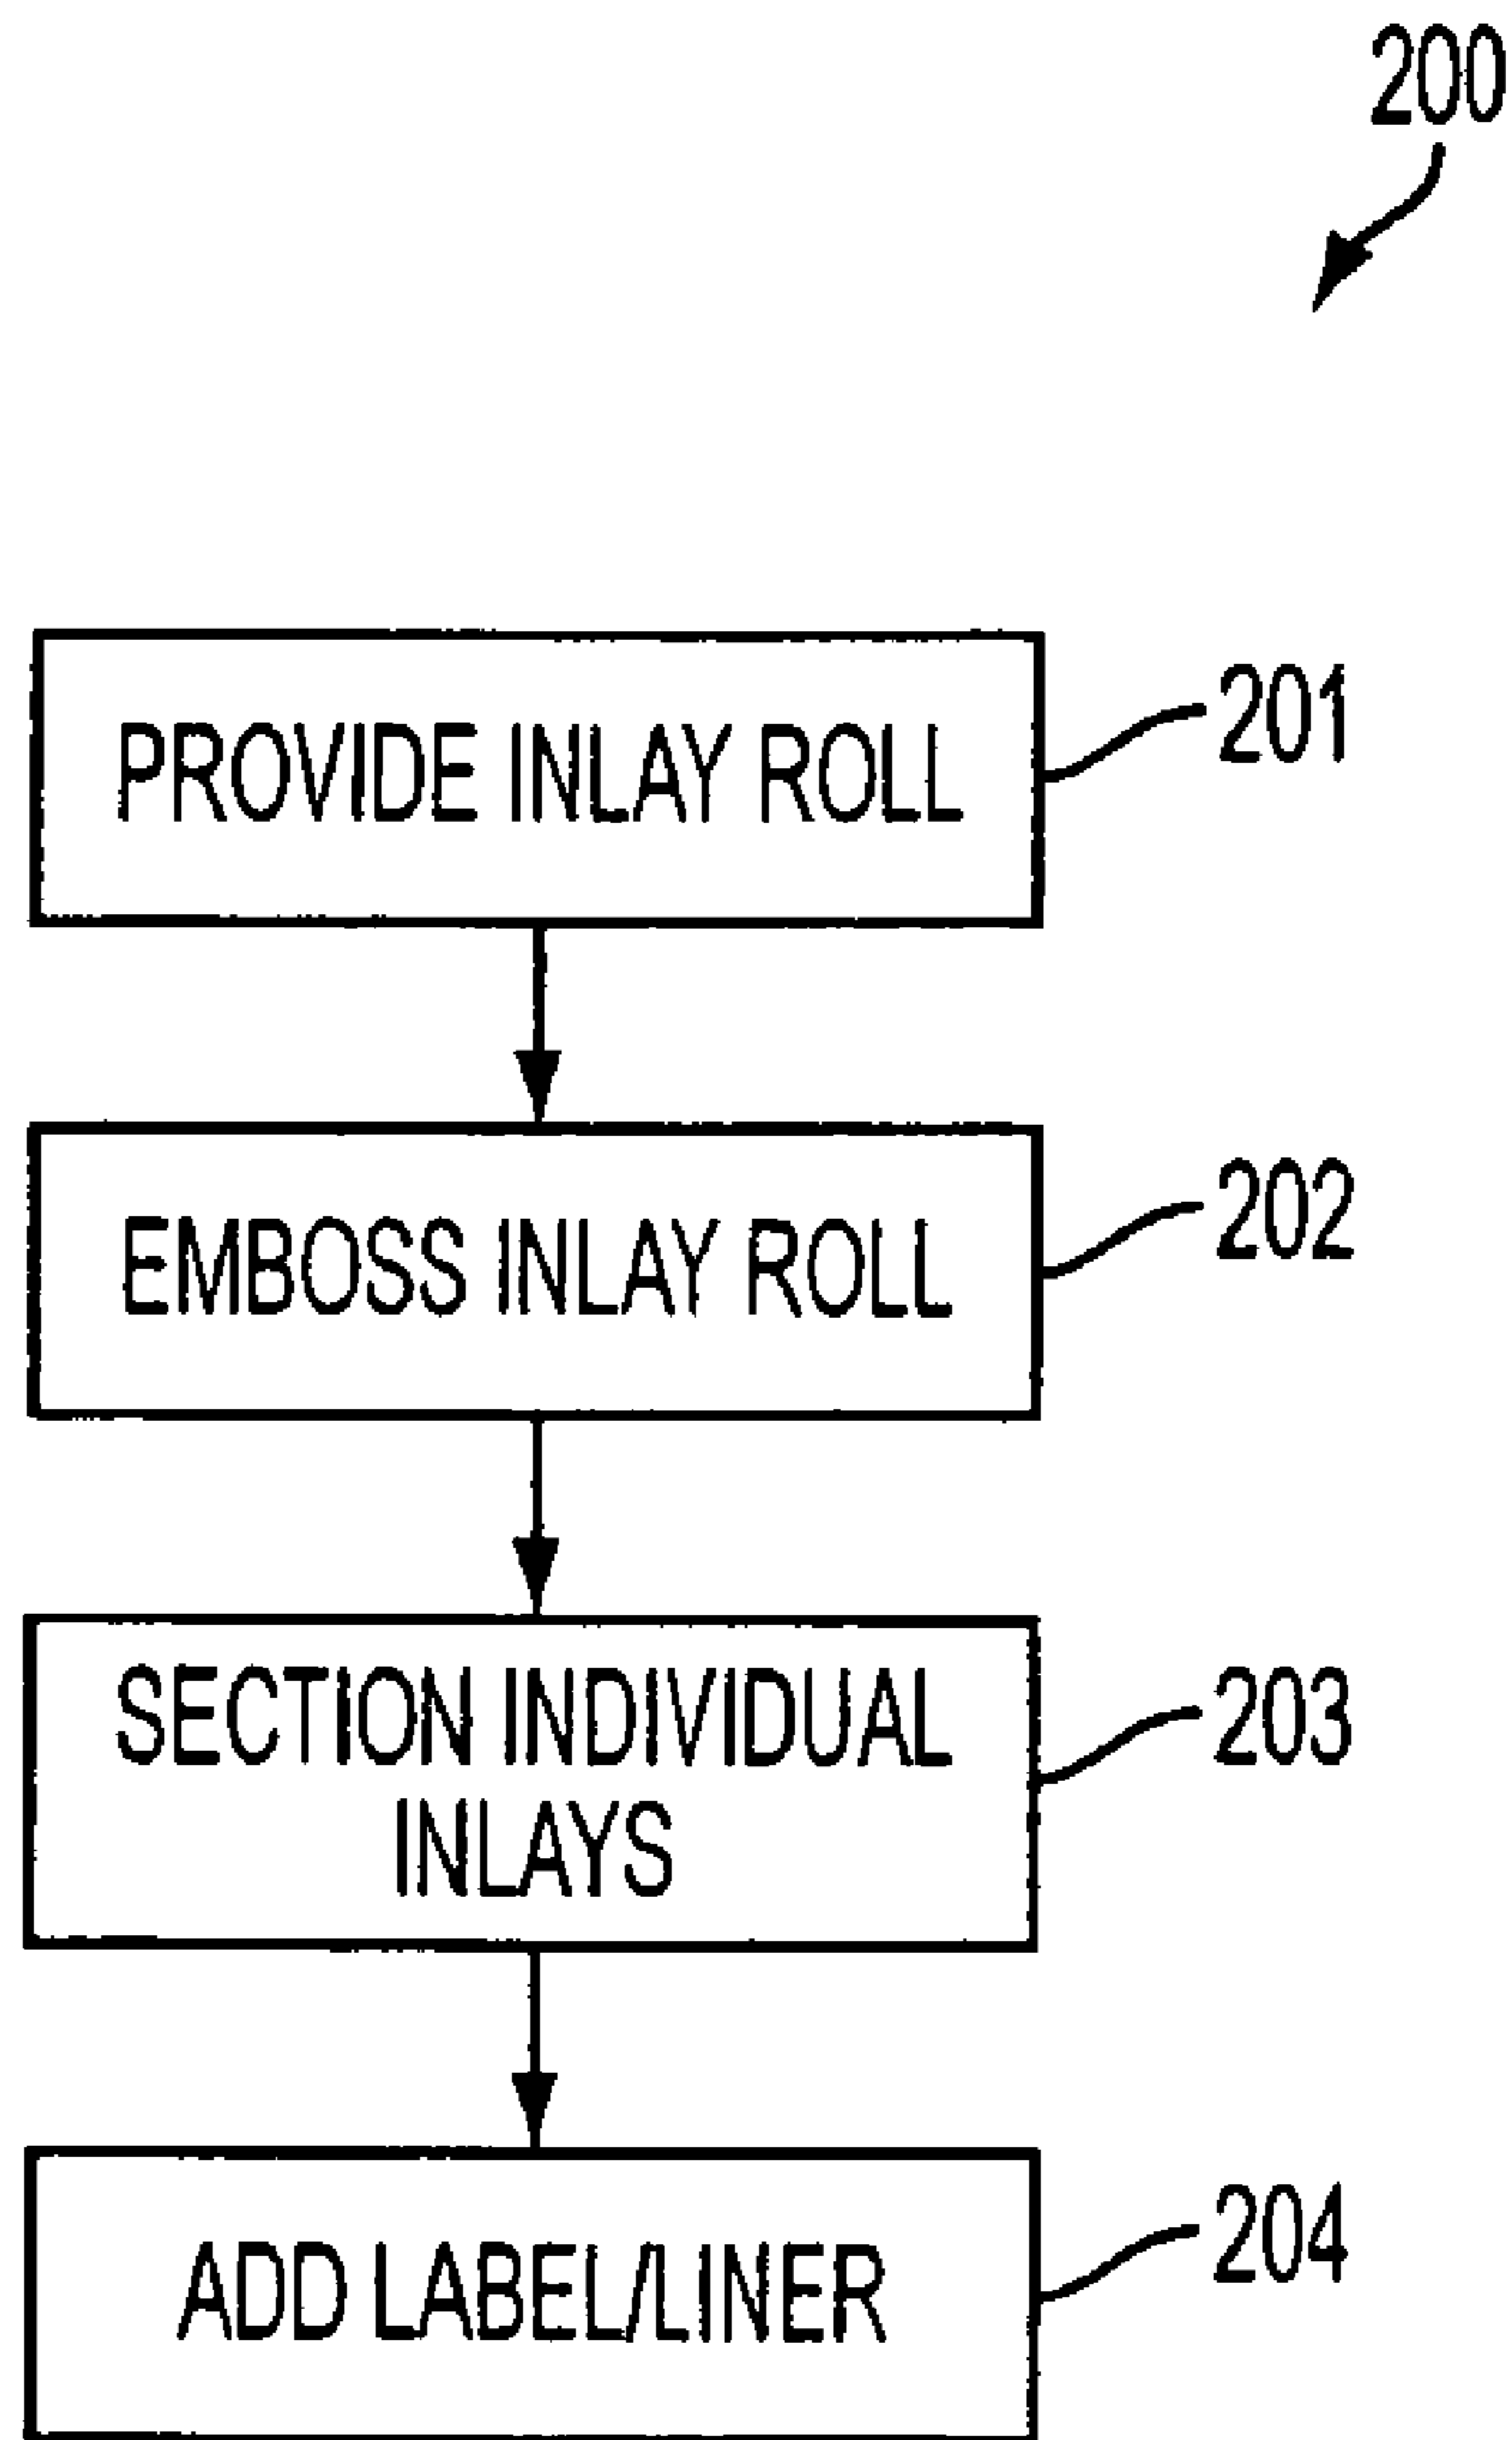 200
PROVIDE INLAY ROLL
201
EMBOSS INLAY ROLL
202
SECTION INDIVIDUAL
INLAYS
203
ADD LABEL/LINER
204